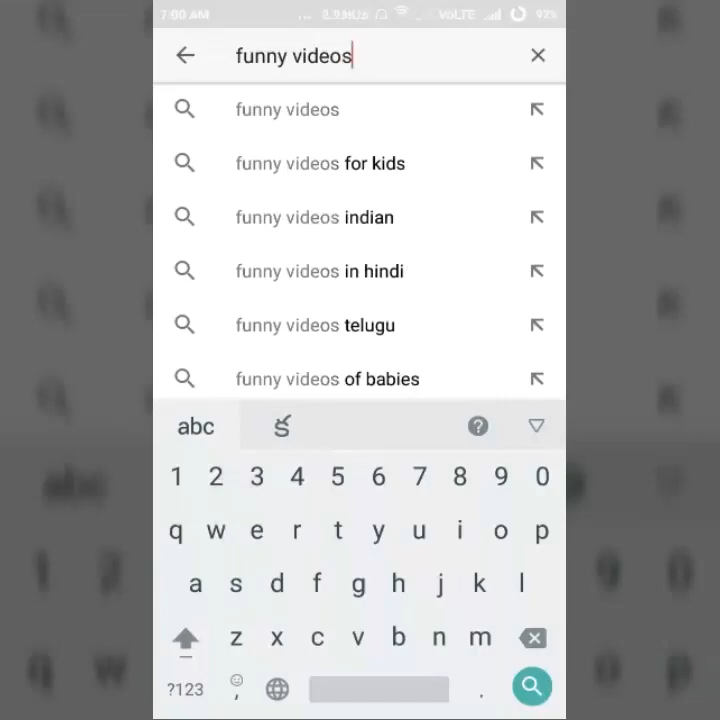 7:00 AM ... VoLTE 92%
funny videos
funny videos
funny videos for kids
funny videos indian
funny videos in hindi
funny videos telugu
funny videos of babies
abc
1 2 3 4 5 6 7 8 9 0
q w e r t y u i o p
a s d f g h j k l
z x c v b n m
?123 , .